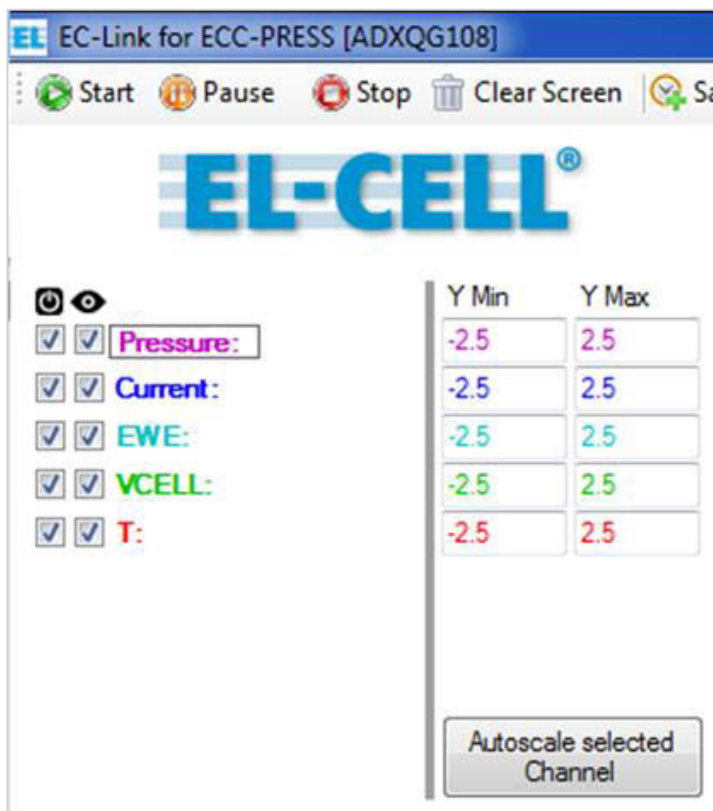 EL EC-Link for ECC-PRESS [ADXQG108]
Start Pause Stop Clear Screen
EL-CELL®
Y Min Y Max
Pressure: -2.5 2.5
Current: -2.5 2.5
EWE: -2.5 2.5
VCELL: -2.5 2.5
T: -2.5 2.5
Autoscale selected
Channel